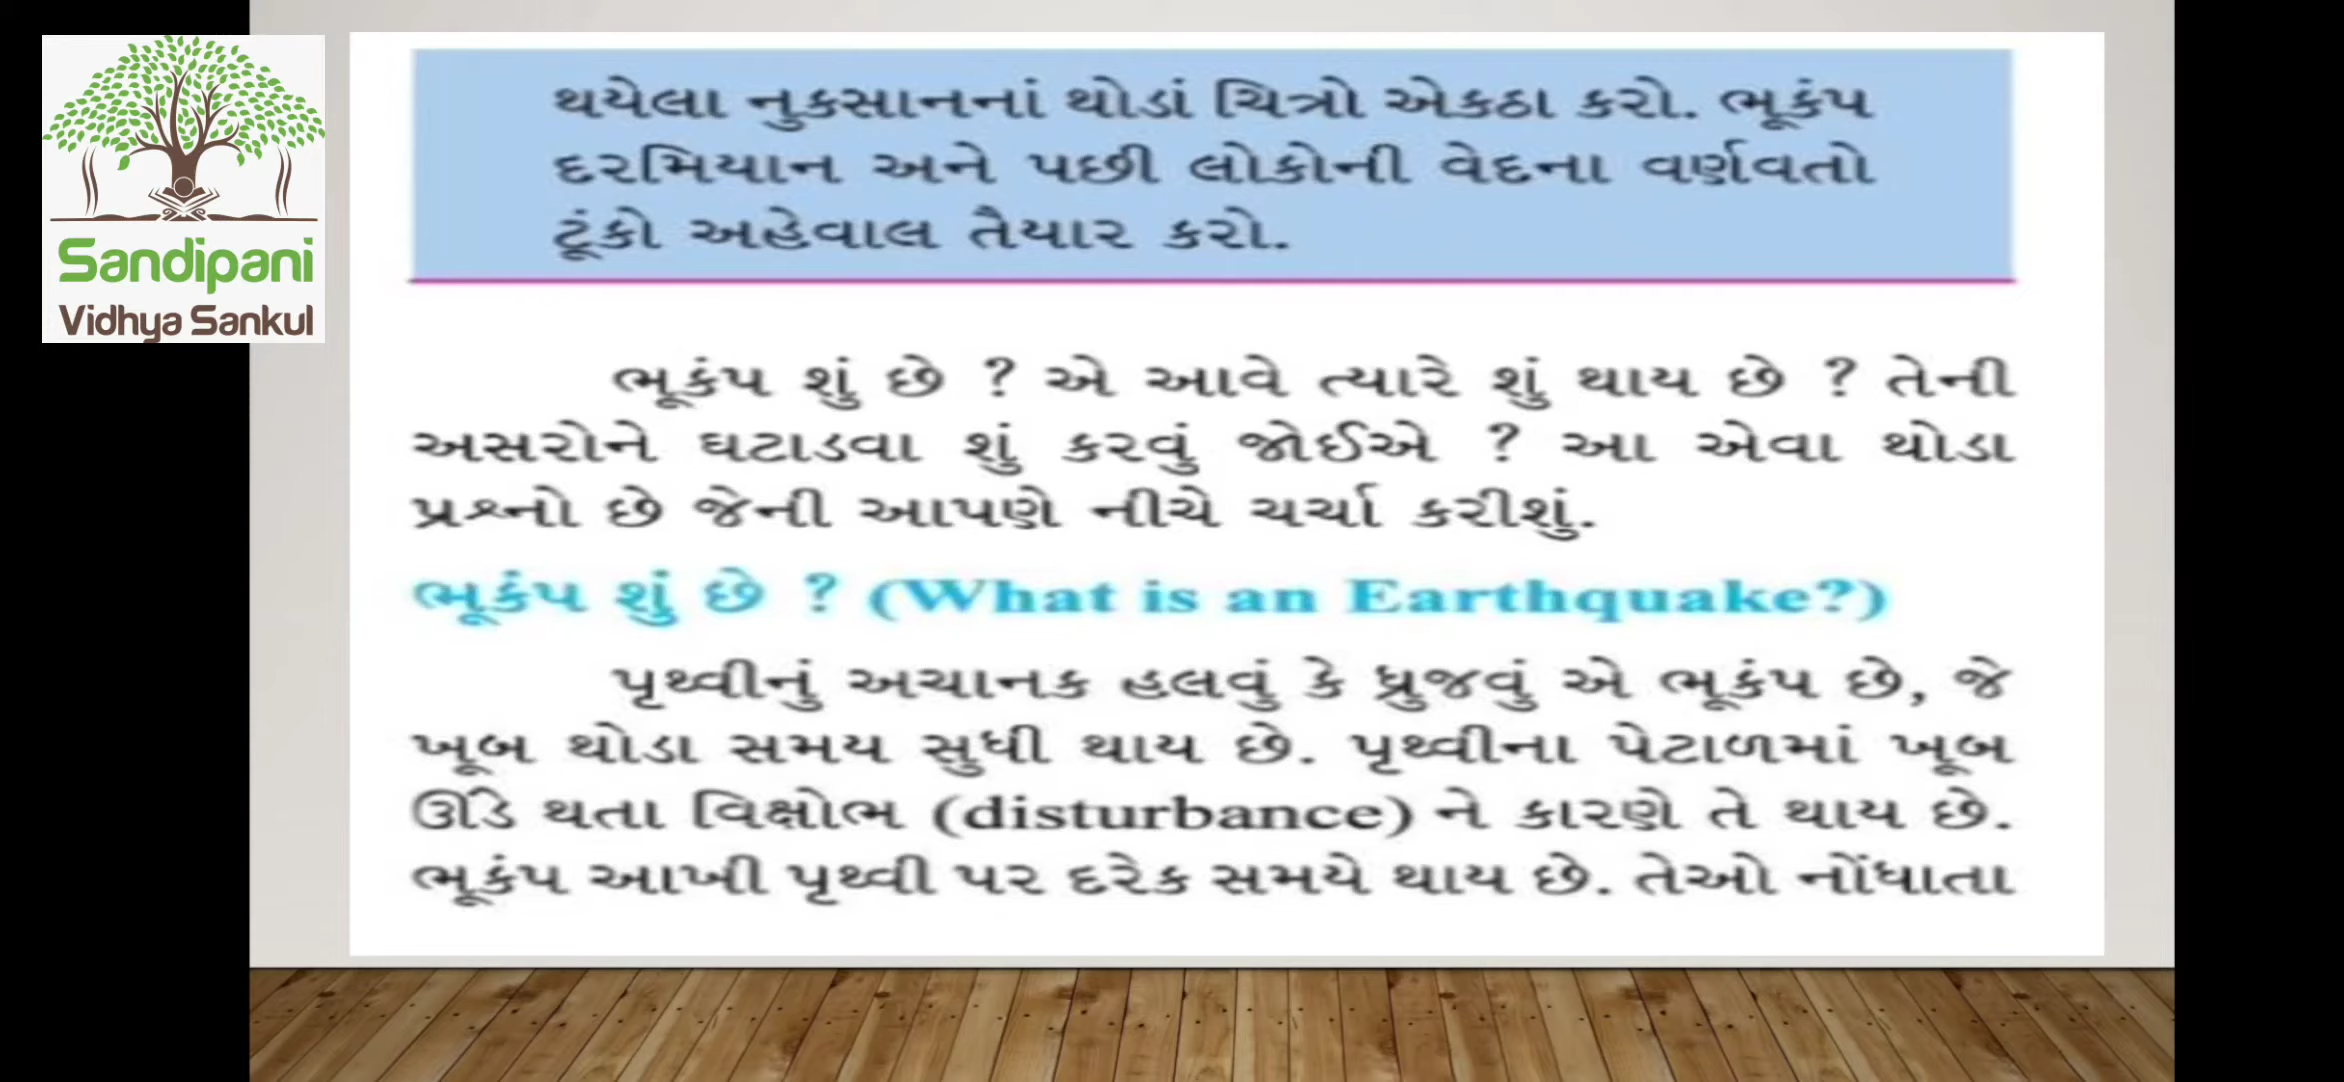 Sandipani
Vidhya Sankul
થયેલા નુકસાનનાં થોડાં ચિત્રો એકઠા કરો. ભૂકંપ
દરમિયાન અને પછી લોકોની વેદના વર્ણવતો
ટૂંકો અહેવાલ તૈયાર કરો.
ભૂકંપ શું છે ? એ આવે ત્યારે શું થાય છે ? તેની
અસરોને ઘટાડવા શું કરવું જોઈએ ? આ એવા થોડા
પ્રશ્નો છે જેની આપણે નીચે ચર્ચા કરીશું.
ભૂકંપ શું છે ? (What is an Earthquake?)
પૃથ્વીનું અચાનક હલવું કે ધ્રુજવું એ ભૂકંપ છે, જે
ખૂબ થોડા સમય સુધી થાય છે. પૃથ્વીના પેટાળમાં ખૂબ
ઊંડે થતા વિક્ષોભ (disturbance) ને કારણે તે થાય છે.
ભૂકંપ આખી પૃથ્વી પર દરેક સમયે થાય છે. તેઓ નોંધાતા